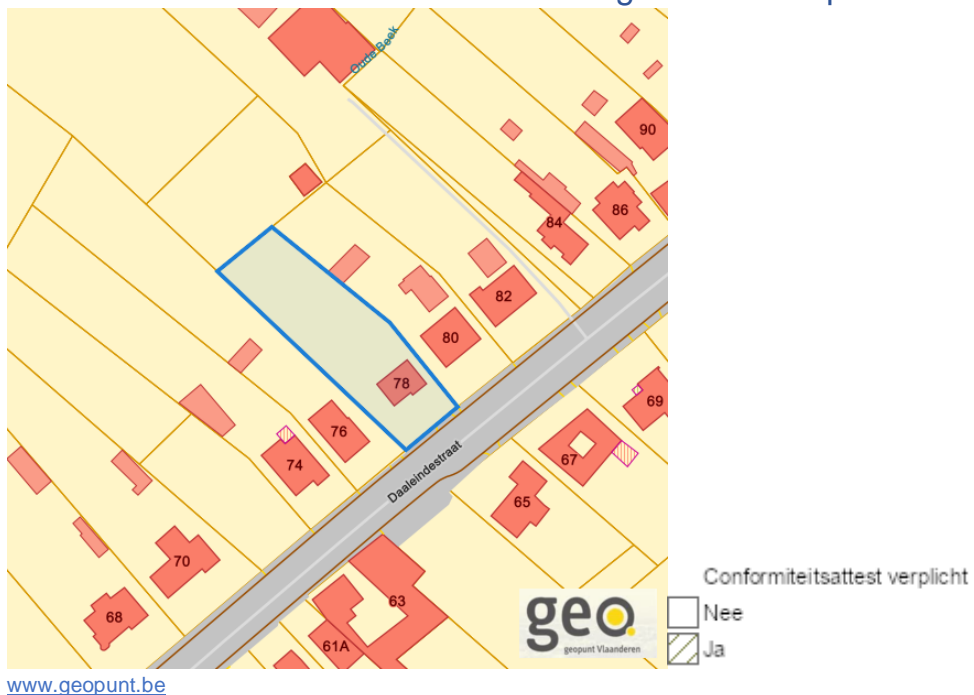 Oude Beek
90
86
84
82
80
78
76
74
70
68
69
67
65
63
61A
Daaleindestraat
geo.
geopunt Vlaanderen
Conformiteitsattest verplicht
Nee
Ja
www.geopunt.be